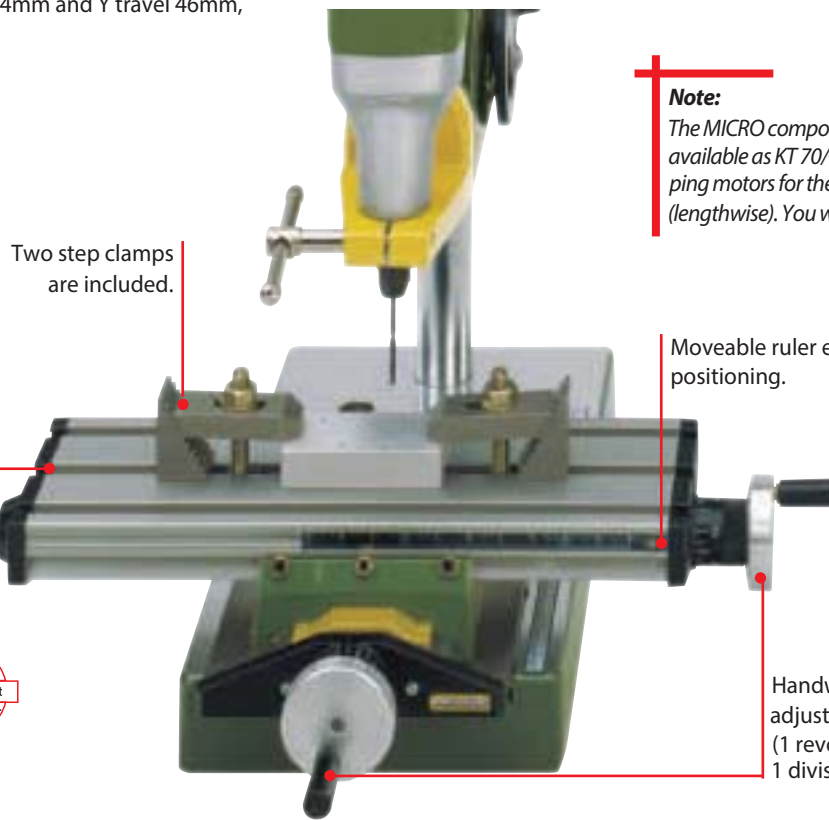 4mm and Y travel 46mm,
Note:
The MICRO compo
available as KT 70/
ping motors for the
(lengthwise). You w
Two step clamps
are included.
Moveable ruler e
positioning.
Handw
adjust
(1 revo
1 divis